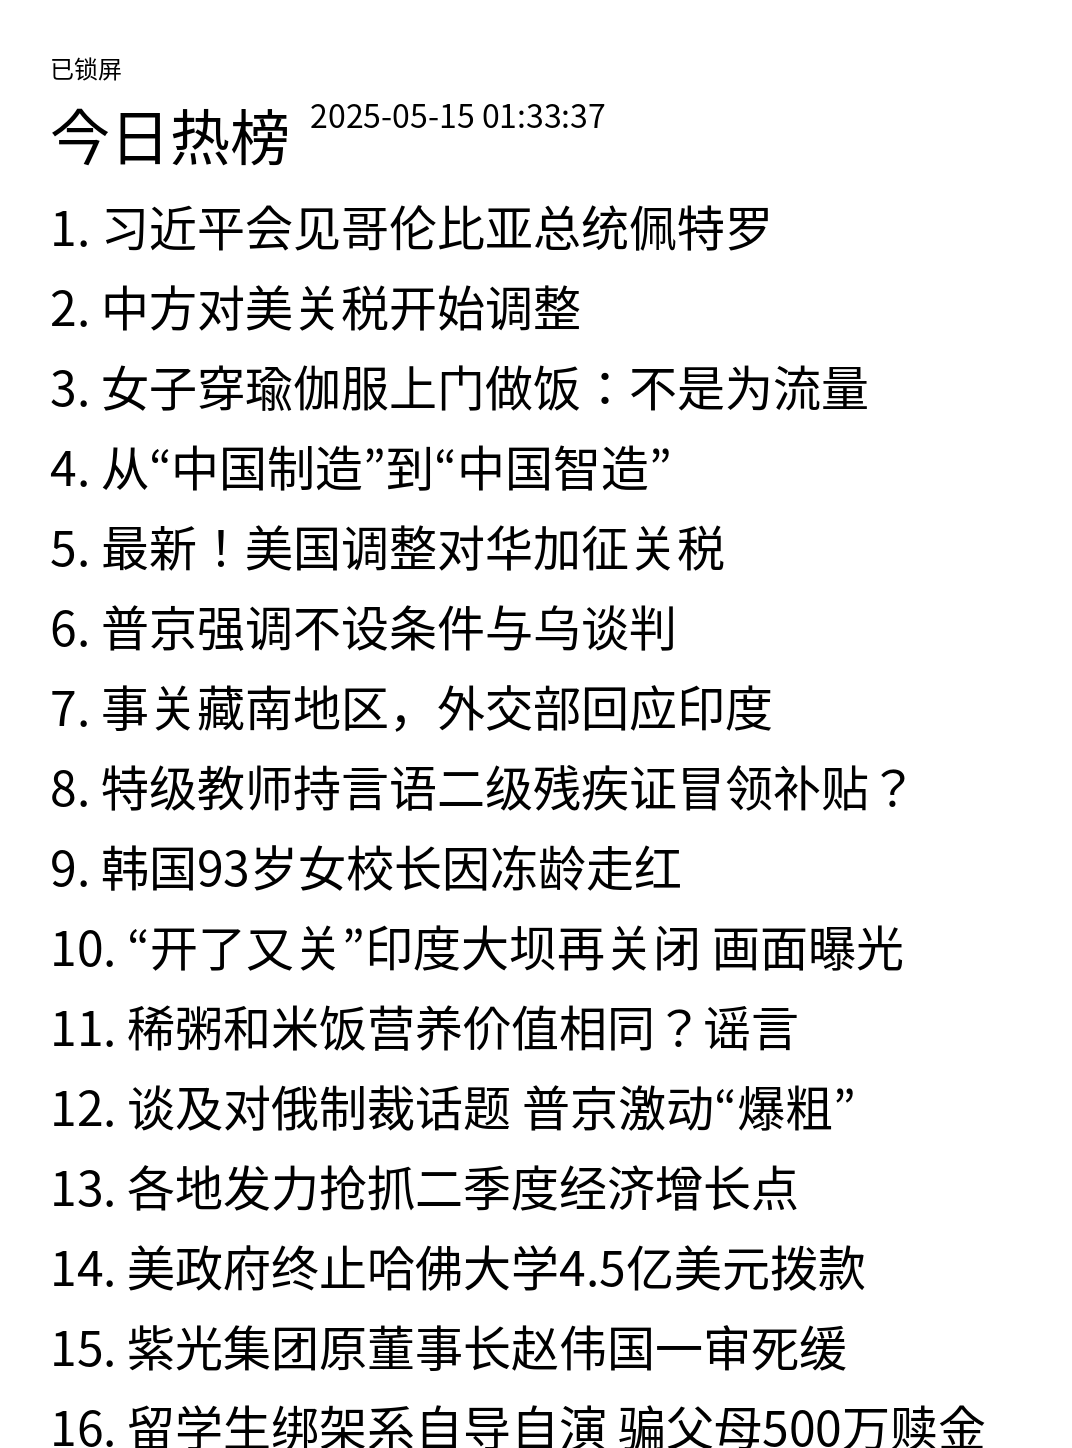 已锁屏
今日热榜 2025-05-15 01:33:37
1. 习近平会见哥伦比亚总统佩特罗
2. 中方对美关税开始调整
3. 女子穿瑜伽服上门做饭：不是为流量
4. 从“中国制造”到“中国智造”
5. 最新！美国调整对华加征关税
6. 普京强调不设条件与乌谈判
7. 事关藏南地区，外交部回应印度
8. 特级教师持言语二级残疾证冒领补贴？
9. 韩国93岁女校长因冻龄走红
10. “开了又关”印度大坝再关闭 画面曝光
11. 稀粥和米饭营养价值相同？谣言
12. 谈及对俄制裁话题 普京激动“爆粗”
13. 各地发力抢抓二季度经济增长点
14. 美政府终止哈佛大学4.5亿美元拨款
15. 紫光集团原董事长赵伟国一审死缓
16. 留学生绑架系自导自演 骗父母500万赎金